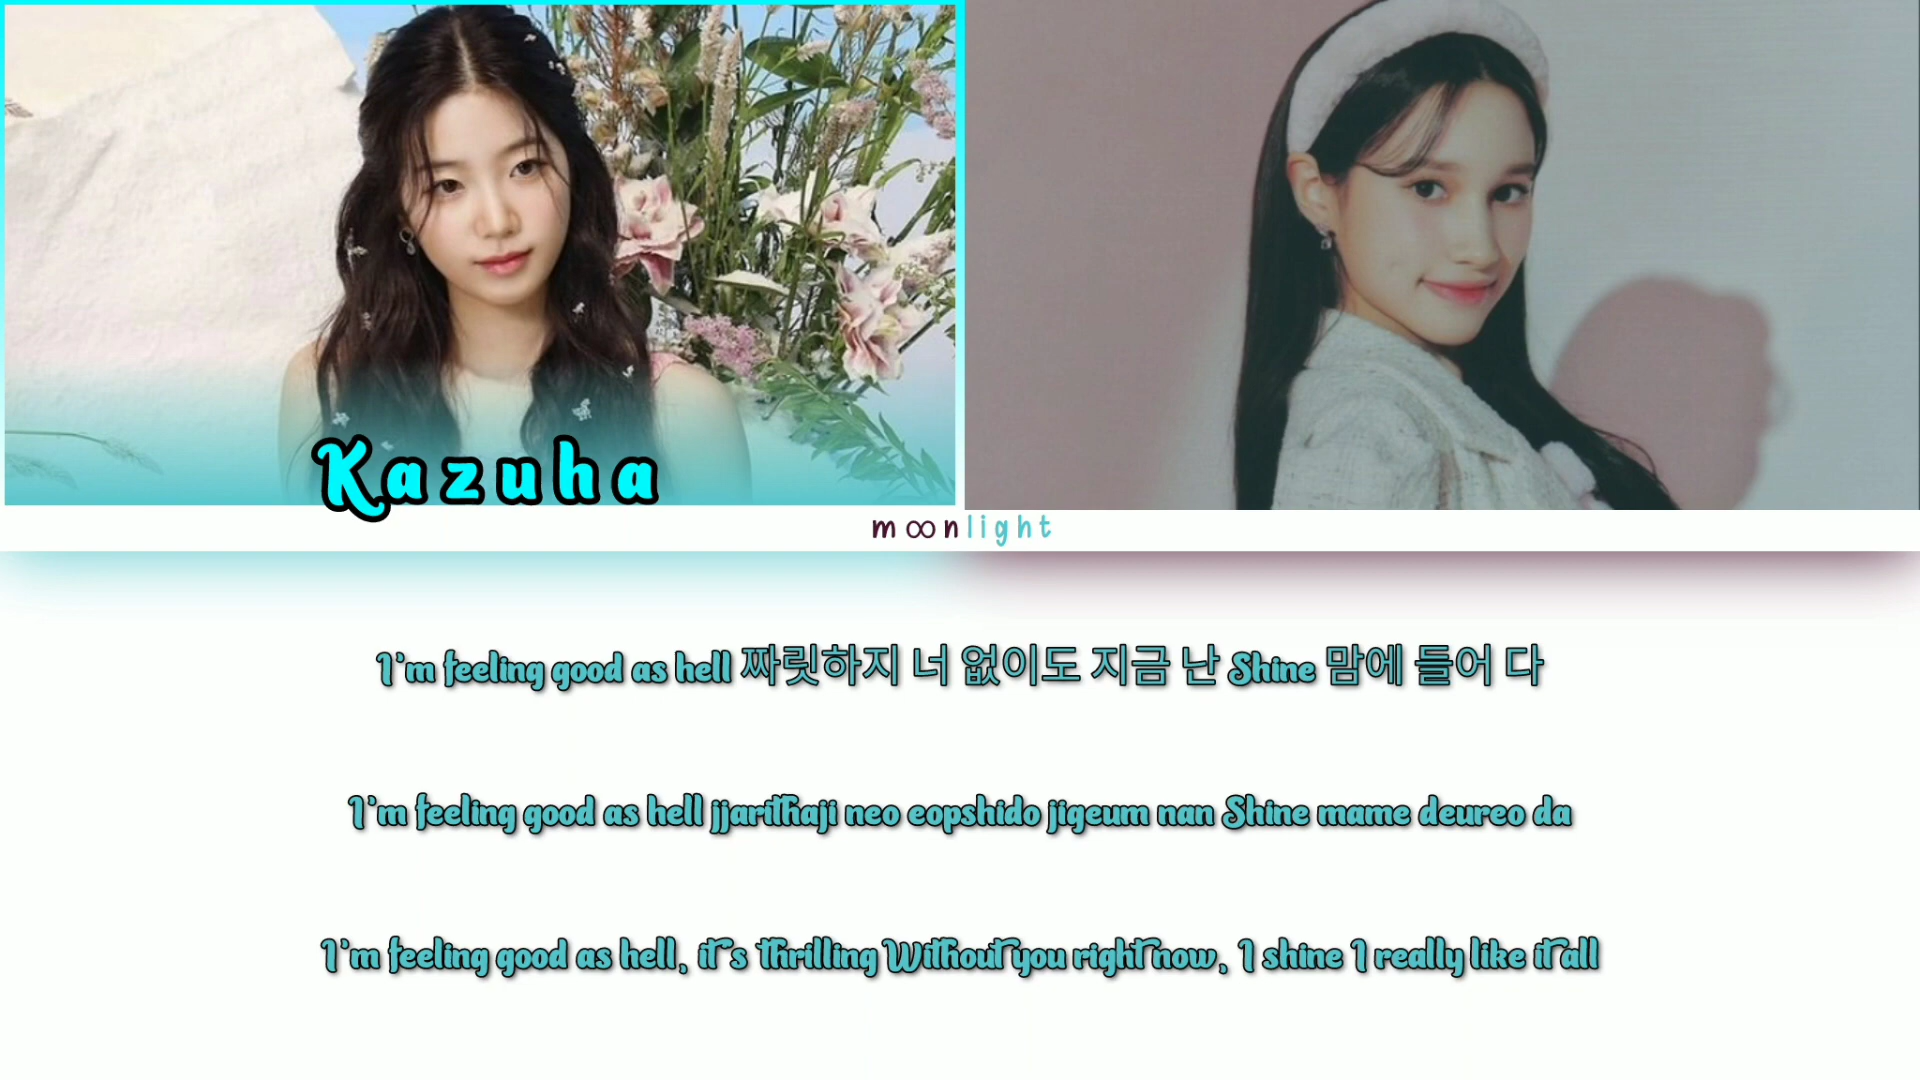 Kazuha
m∞nlight
I'm feeling good as hell 짜릿하지 너 없이도 지금 난 Shine 맘에 들어 다
I'm feeling good as hell jjarithaji neo eopshido jigeum nan Shine mame deureo da
I'm feeling good as hell, it's thrilling Without you right now, I shine I really like it all